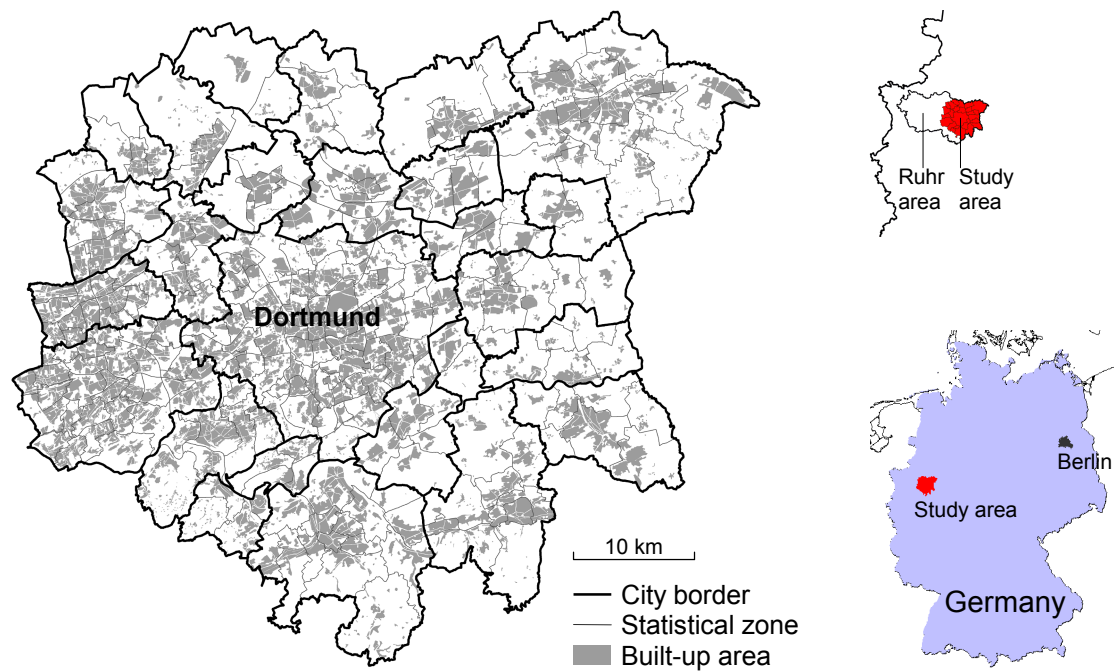 Dortmund
10 km
City border
Statistical zone
Built-up area
Ruhr
area
Study
area
Berlin
Study area
Germany